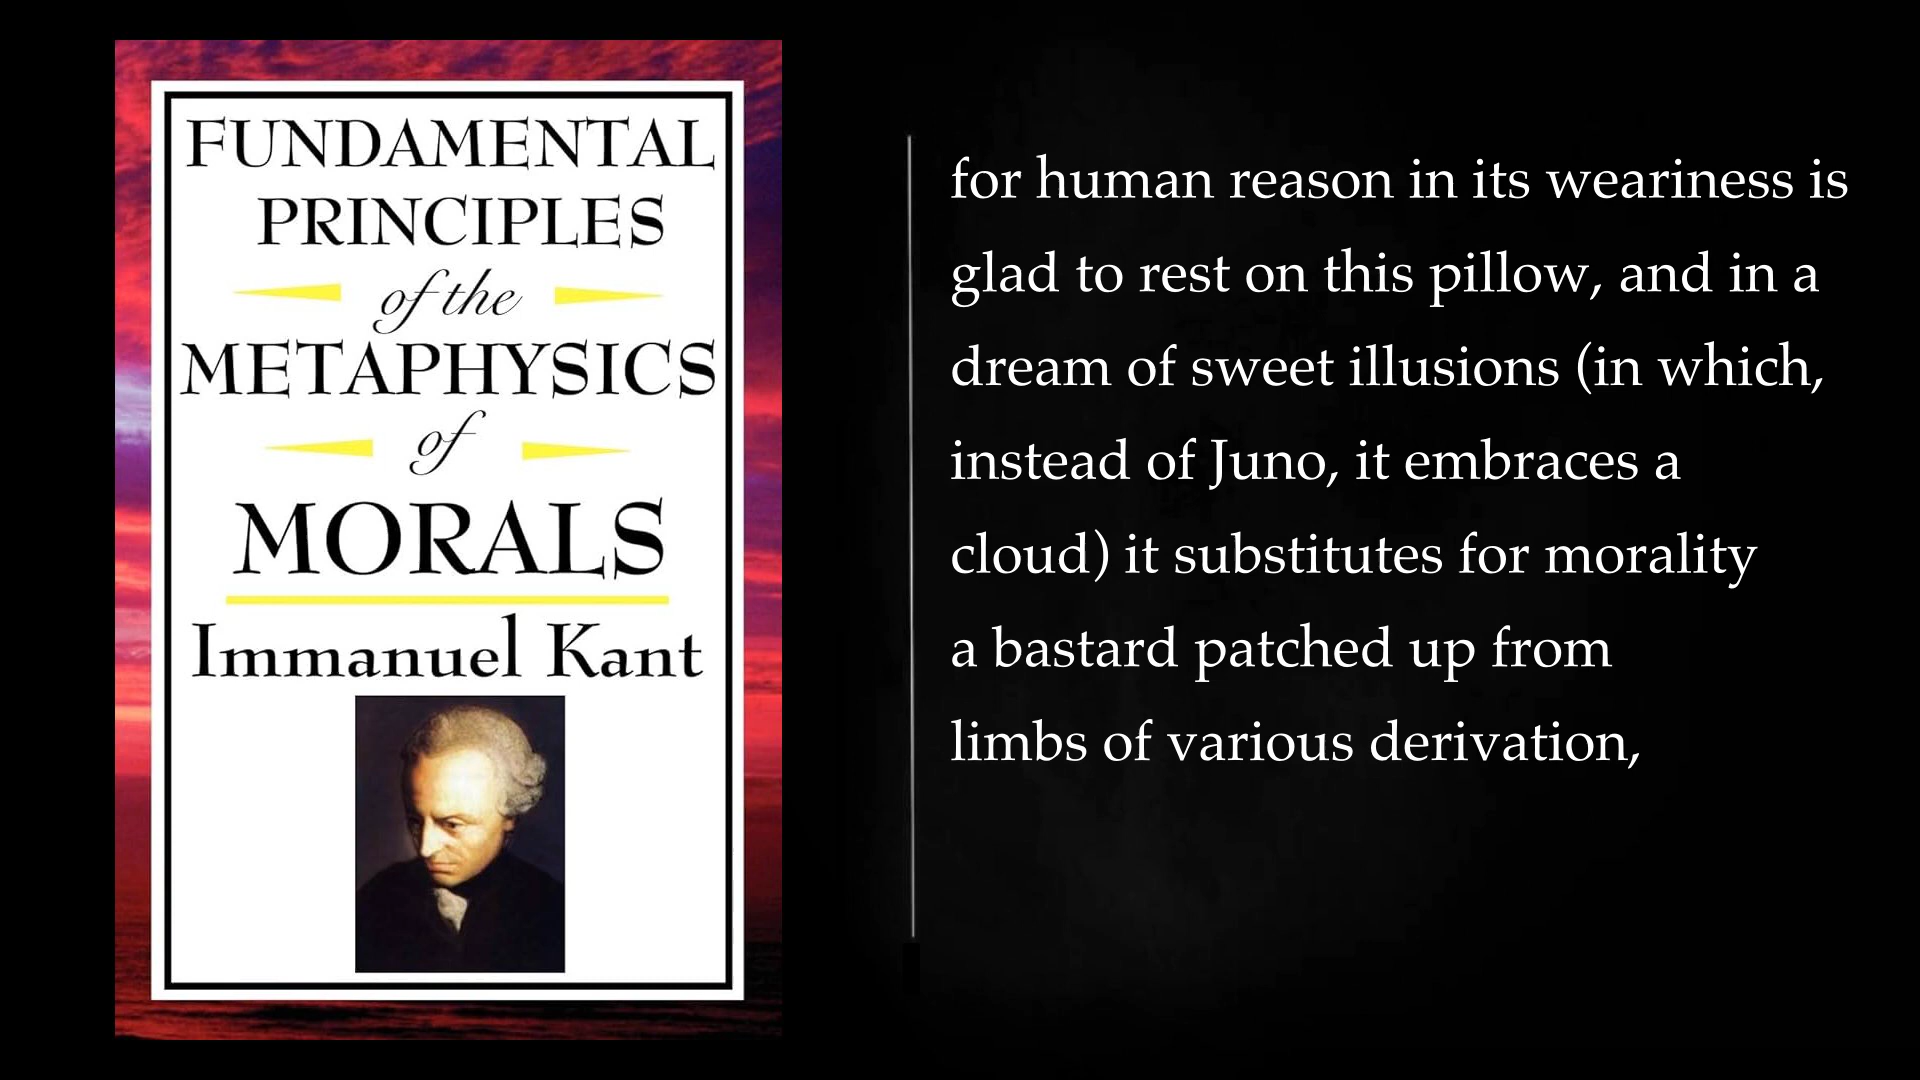 FUNDAMENTAL
PRINCIPLES
of the
METAPHYSICS
of
MORALS
Immanuel Kant
for human reason in its weariness is
glad to rest on this pillow, and in a
dream of sweet illusions (in which,
instead of Juno, it embraces a
cloud) it substitutes for morality
a bastard patched up from
limbs of various derivation,